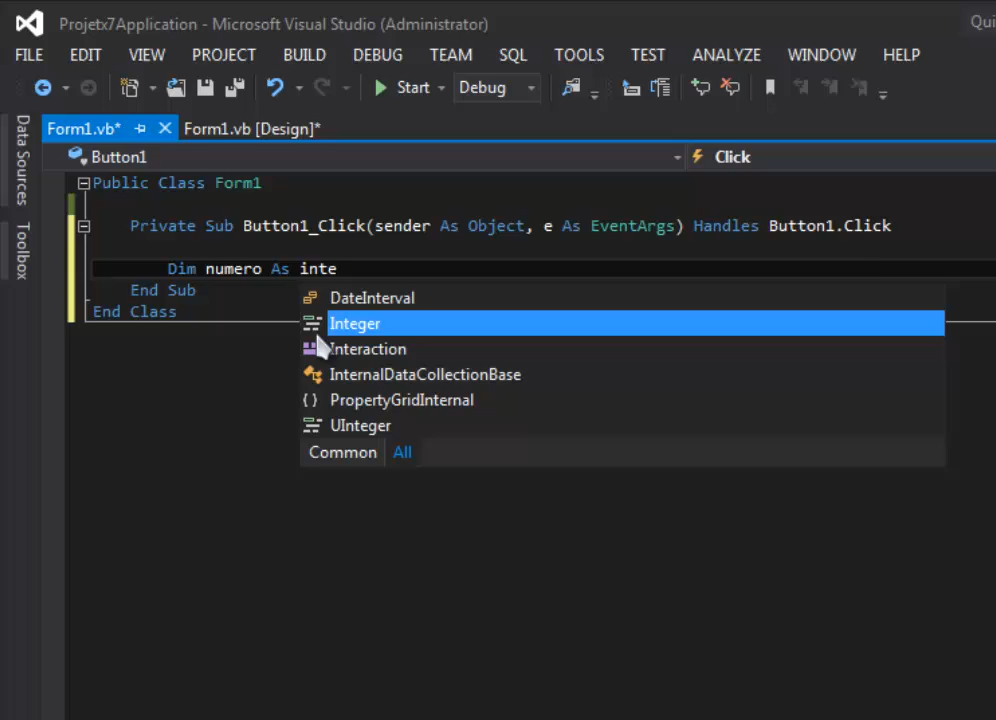 Projetx7Application - Microsoft Visual Studio (Administrator)
Qui
FILE EDIT VIEW PROJECT BUILD DEBUG TEAM SQL TOOLS TEST ANALYZE WINDOW HELP
Start Debug
Form1.vb* Form1.vb [Design]*
Data Sources
Toolbox
Button1 Click
Public Class Form1
Private Sub Button1_Click(sender As Object, e As EventArgs) Handles Button1.Click
Dim numero As inte
End Sub
End Class
DateInterval
Integer
Interaction
InternalDataCollectionBase
PropertyGridInternal
UInteger
Common All